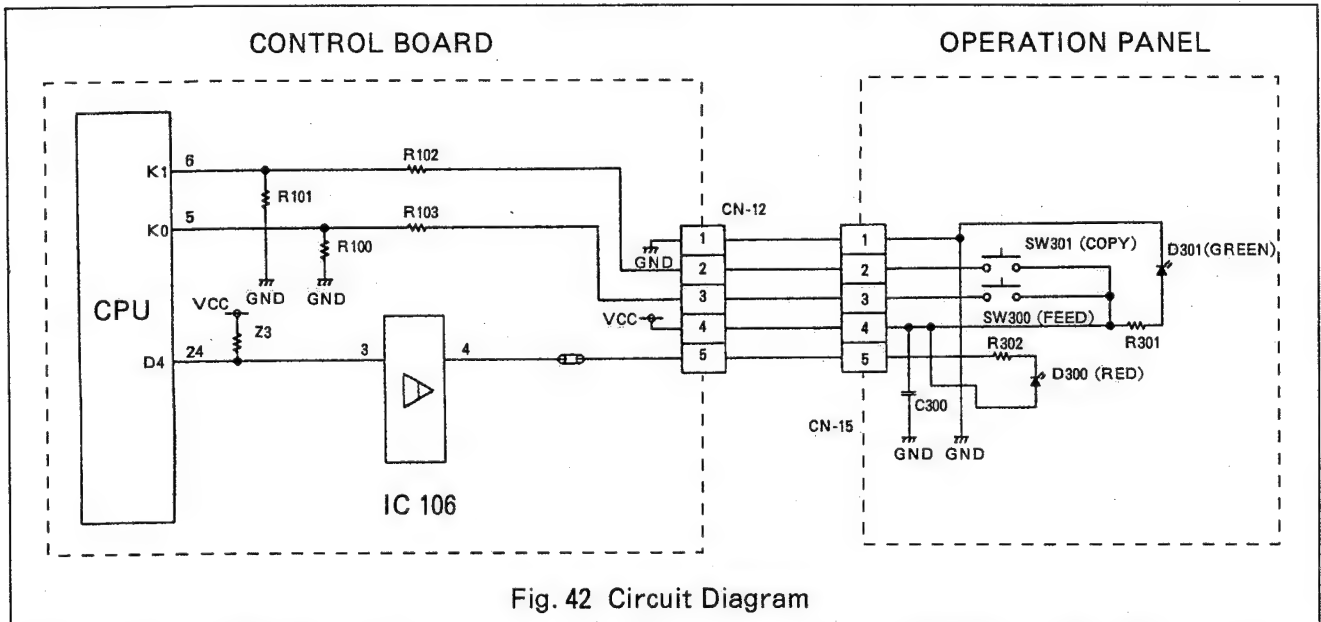 CONTROL BOARD
OPERATION PANEL
K1
6
R102
R101
K0
5
R103
R100
GND
GND
CPU
VCC
Z3
D4
24
3
4
IC 106
CN-12
GND
VCC
1
2
3
4
5
1
2
3
4
5
CN-15
SW301 (COPY)
D301(GREEN)
SW300 (FEED)
R301
R302
D300 (RED)
C300
GND
GND
Fig. 42 Circuit Diagram